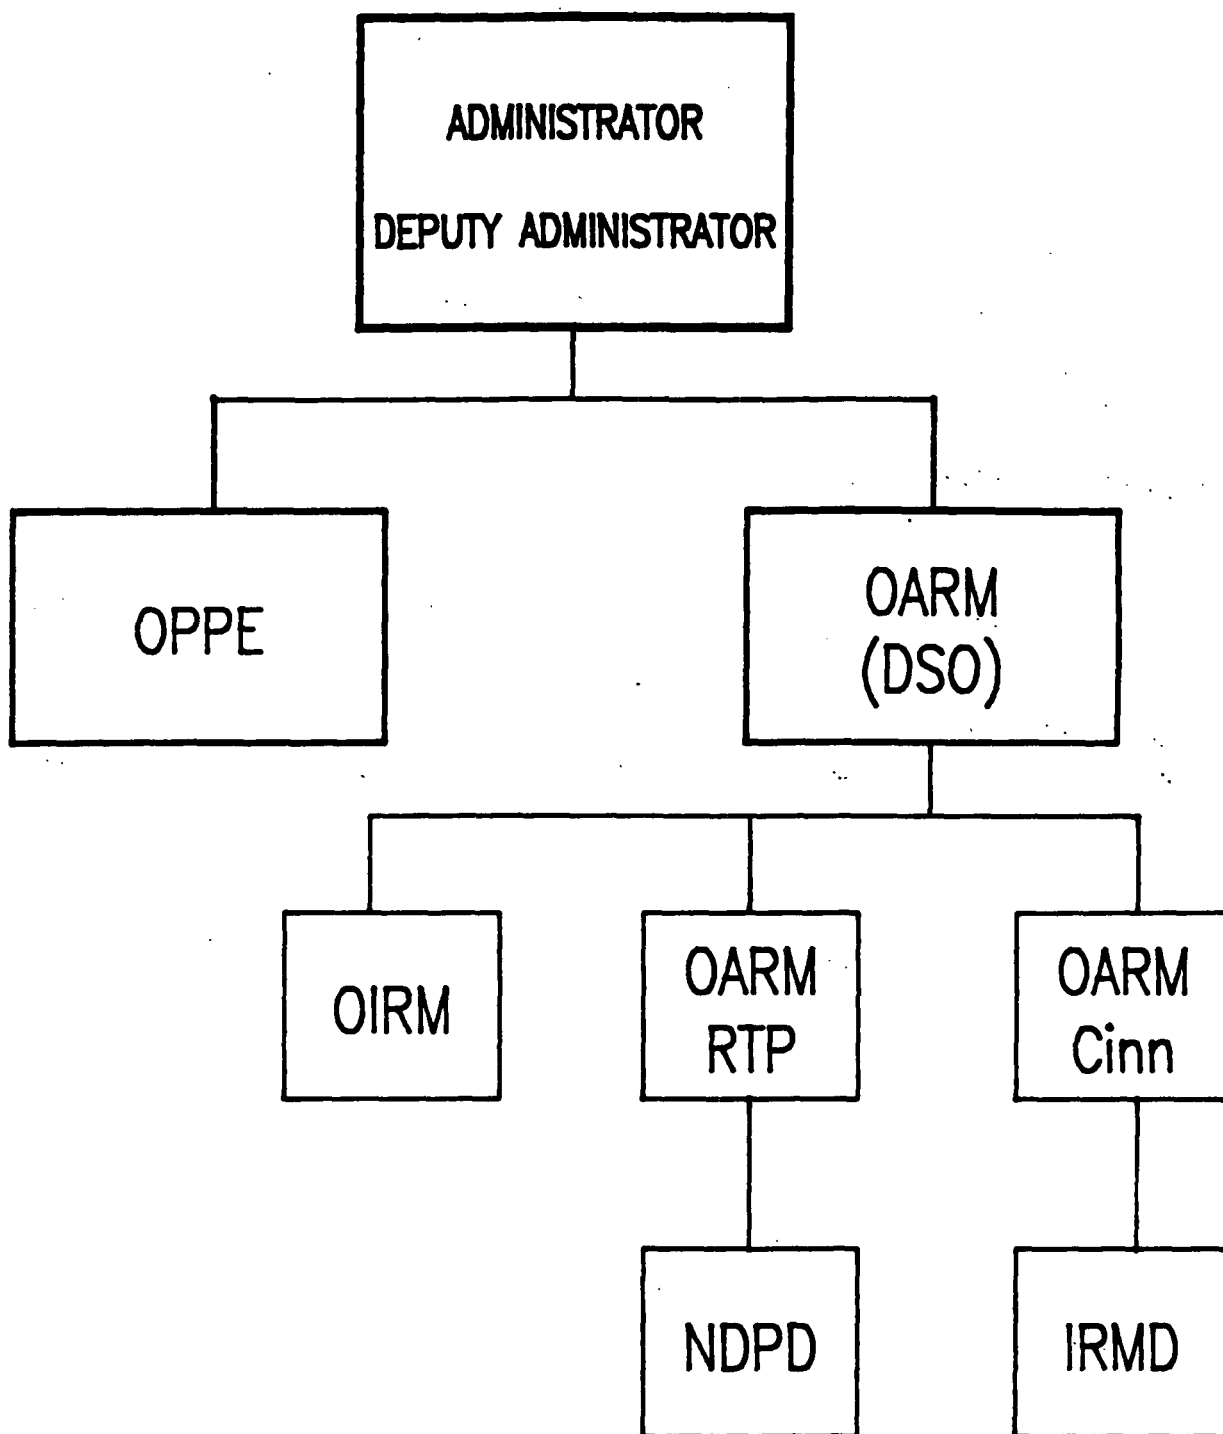 ADMINISTRATOR
DEPUTY ADMINISTRATOR
OPPE
OARM
(DSO)
OIRM
OARM
RTP
OARM
Cinn
NDPD
IRMD